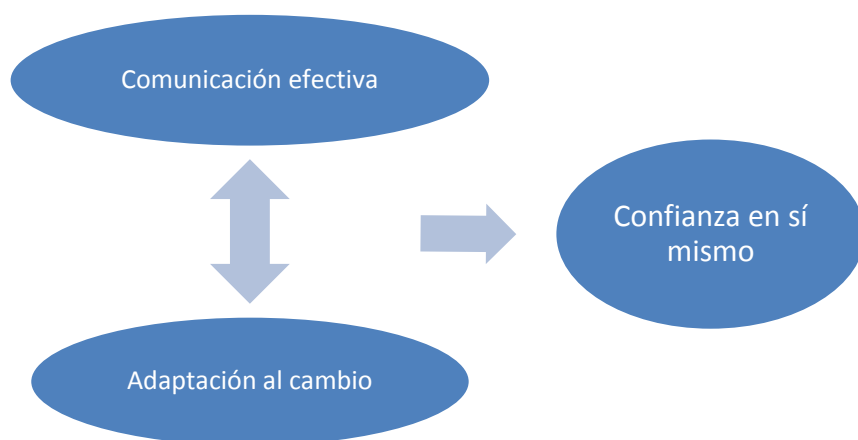 Comunicación efectiva
Confianza en sí
mismo
Adaptación al cambio